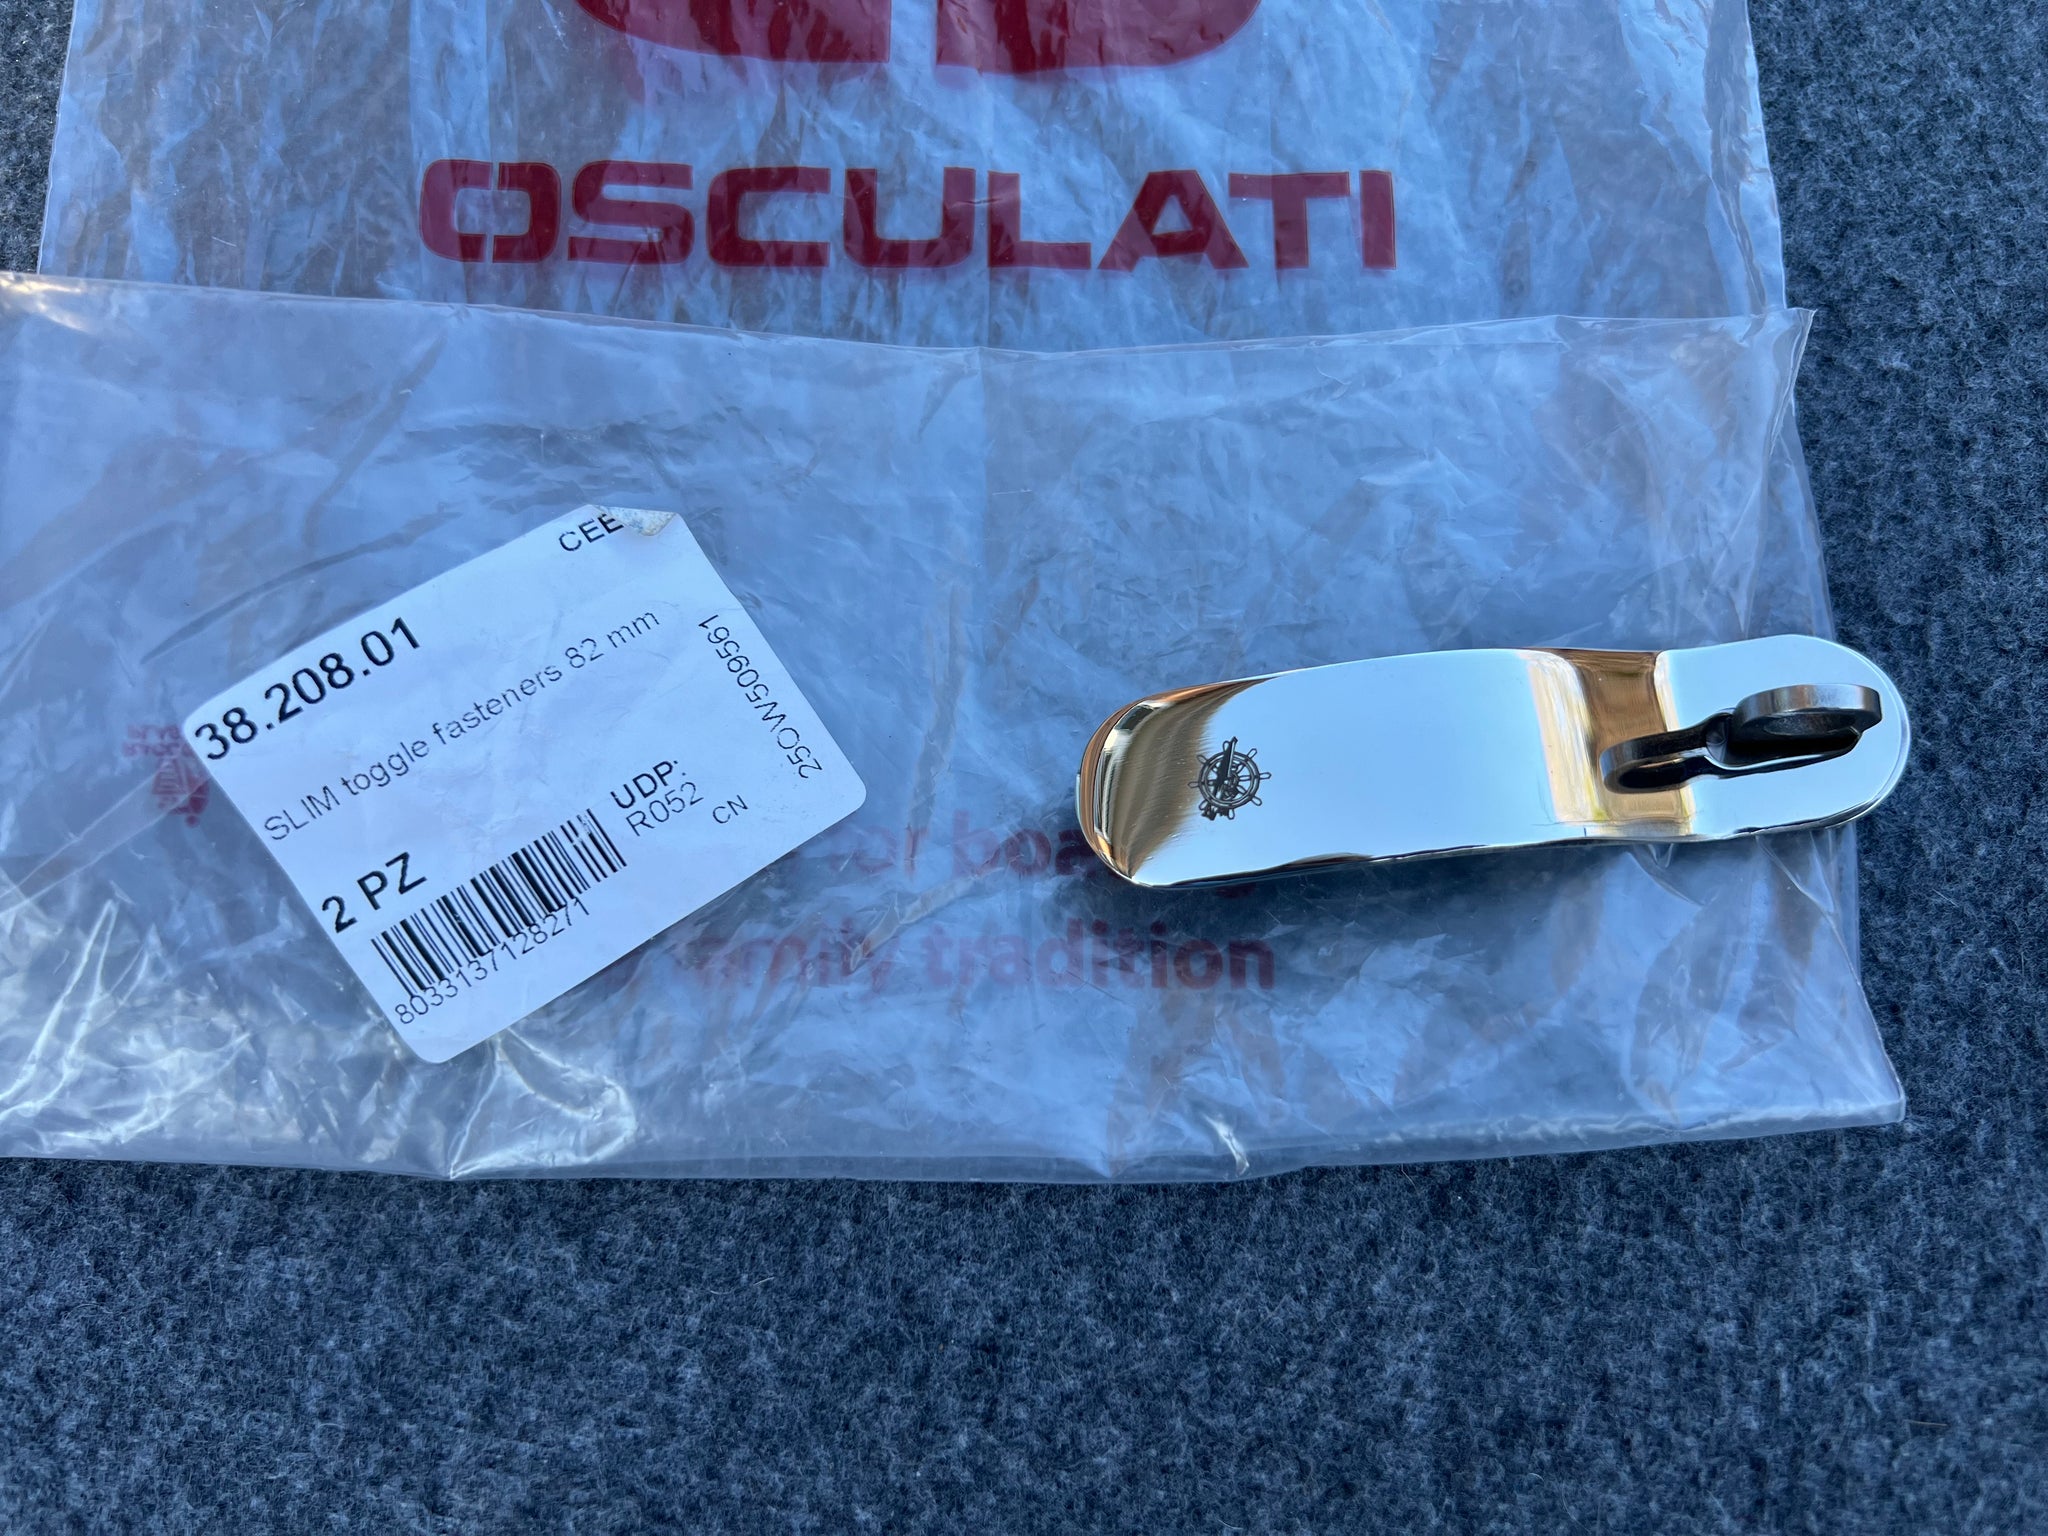 OSCULATI
CEE
38.208.01
SLIM toggle fasteners 82 mm
25OW509561
2 PZ
UDP:
R052
CN
8033137128271
tradition